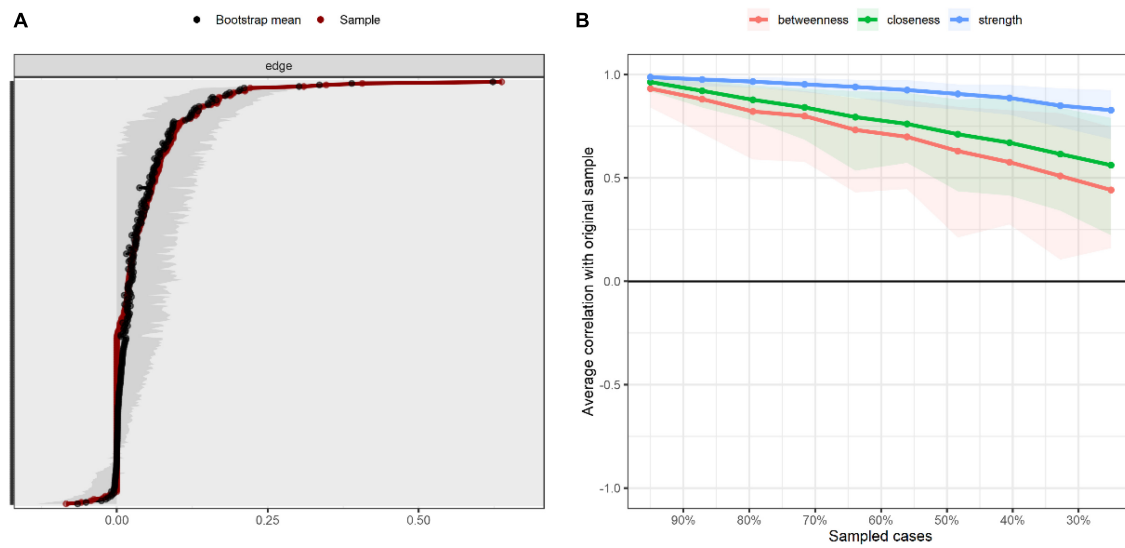 A
Bootstrap mean Sample
edge
0.00 0.25 0.50
B
betweenness closeness strength
Average correlation with original sample
1.0
0.5
0.0
-0.5
-1.0
90% 80% 70% 60% 50% 40% 30%
Sampled cases